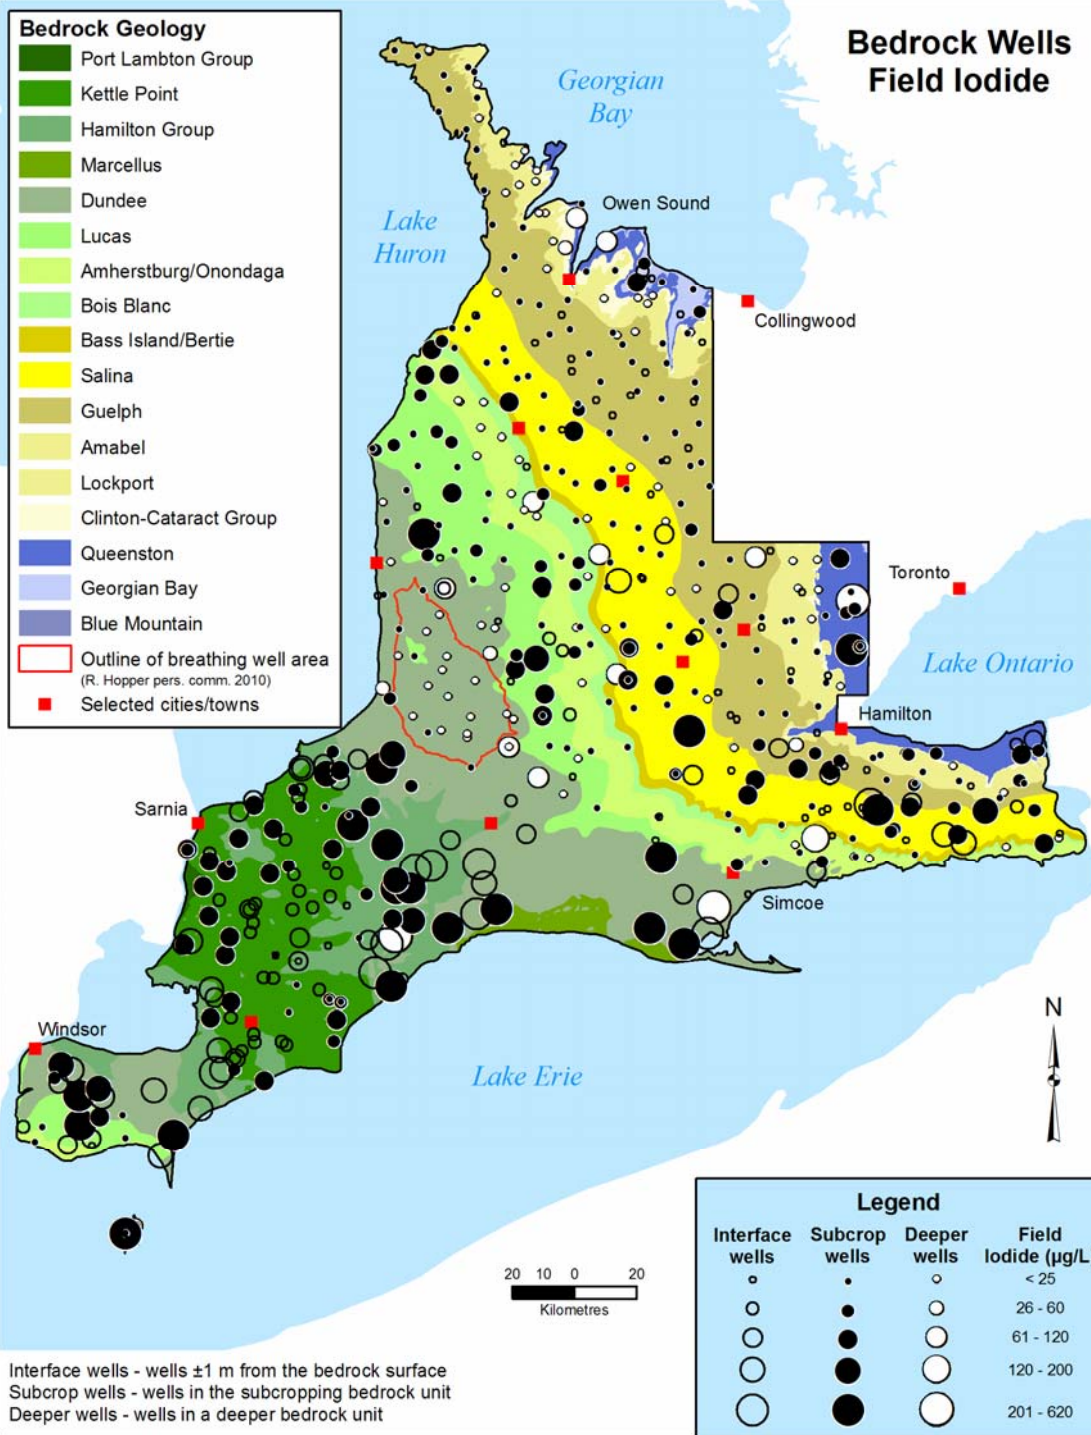 Bedrock Geology
Port Lambton Group
Kettle Point
Hamilton Group
Marcellus
Dundee
Lucas
Amherstburg/Onondaga
Bois Blanc
Bass Island/Bertie
Salina
Guelph
Amabel
Lockport
Clinton-Cataract Group
Queenston
Georgian Bay
Blue Mountain
Outline of breathing well area
(R. Hopper pers. comm. 2010)
Selected cities/towns
Bedrock Wells
Field Iodide
Georgian
Bay
Owen Sound
Lake
Huron
Collingwood
Toronto
Lake Ontario
Hamilton
Sarnia
Simcoe
Windsor
Lake Erie
N
20 10 0 20
Kilometres
Legend
Interface Subcrop Deeper Field
wells wells wells Iodide (µg/L
< 25
26 - 60
61 - 120
120 - 200
201 - 620
Interface wells - wells ±1 m from the bedrock surface
Subcrop wells - wells in the subcropping bedrock unit
Deeper wells - wells in a deeper bedrock unit